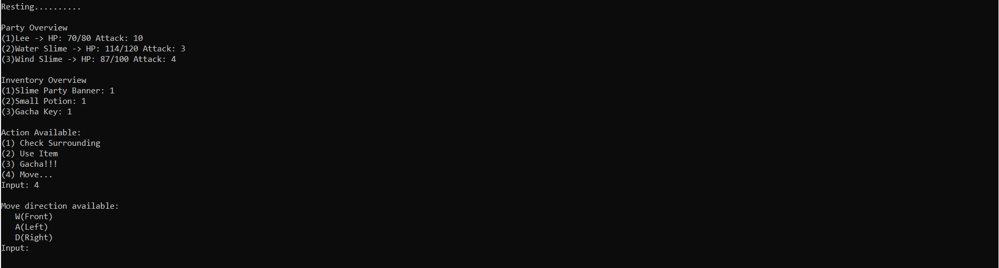 Resting..........
Party Overview
(1)Lee -> HP: 70/80 Attack: 10
(2)Water Slime -> HP: 114/120 Attack: 3
(3)Wind Slime -> HP: 87/100 Attack: 4
Inventory Overview
(1)Slime Party Banner: 1
(2)Small Potion: 1
(3)Gacha Key: 1
Action Available:
(1) Check Surrounding
(2) Use Item
(3) Gacha!!!
(4) Move...
Input: 4
Move direction available:
W(Front)
A(Left)
D(Right)
Input: